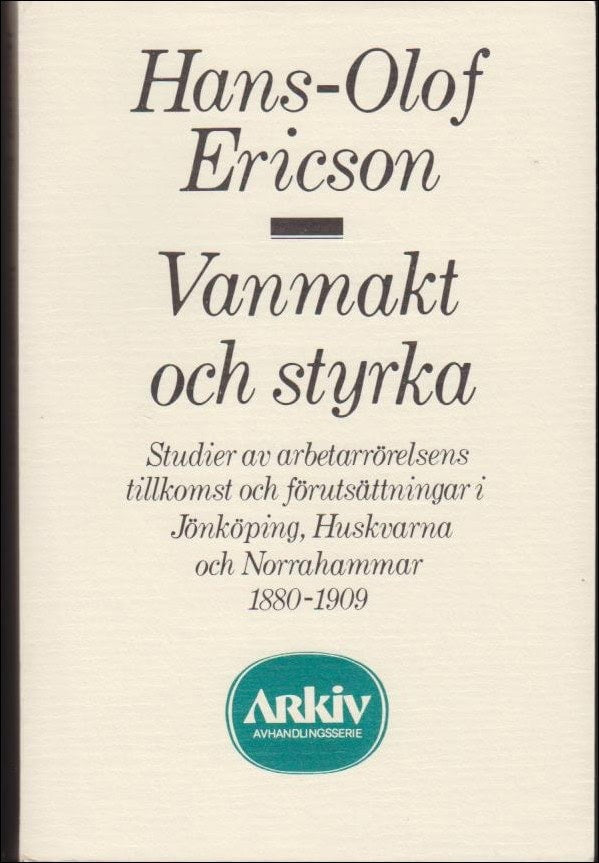 Hans-Olof
Ericson
Vanmakt
och styrka
Studier av arbetarrörelsens
tillkomst och förutsättningar i
Jönköping, Huskvarna
och Norrahammar
1880-1909
ARKiV
AVHANDLINGSSERIE